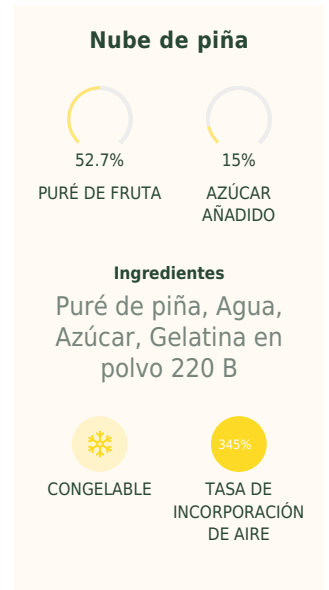 Nube de piña
52.7%
15%
PURÉ DE FRUTA
AZÚCAR
AÑADIDO
Ingredientes
Puré de piña, Agua,
Azúcar, Gelatina en
polvo 220 B
345%
CONGELABLE
TASA DE
INCORPORACIÓN
DE AIRE